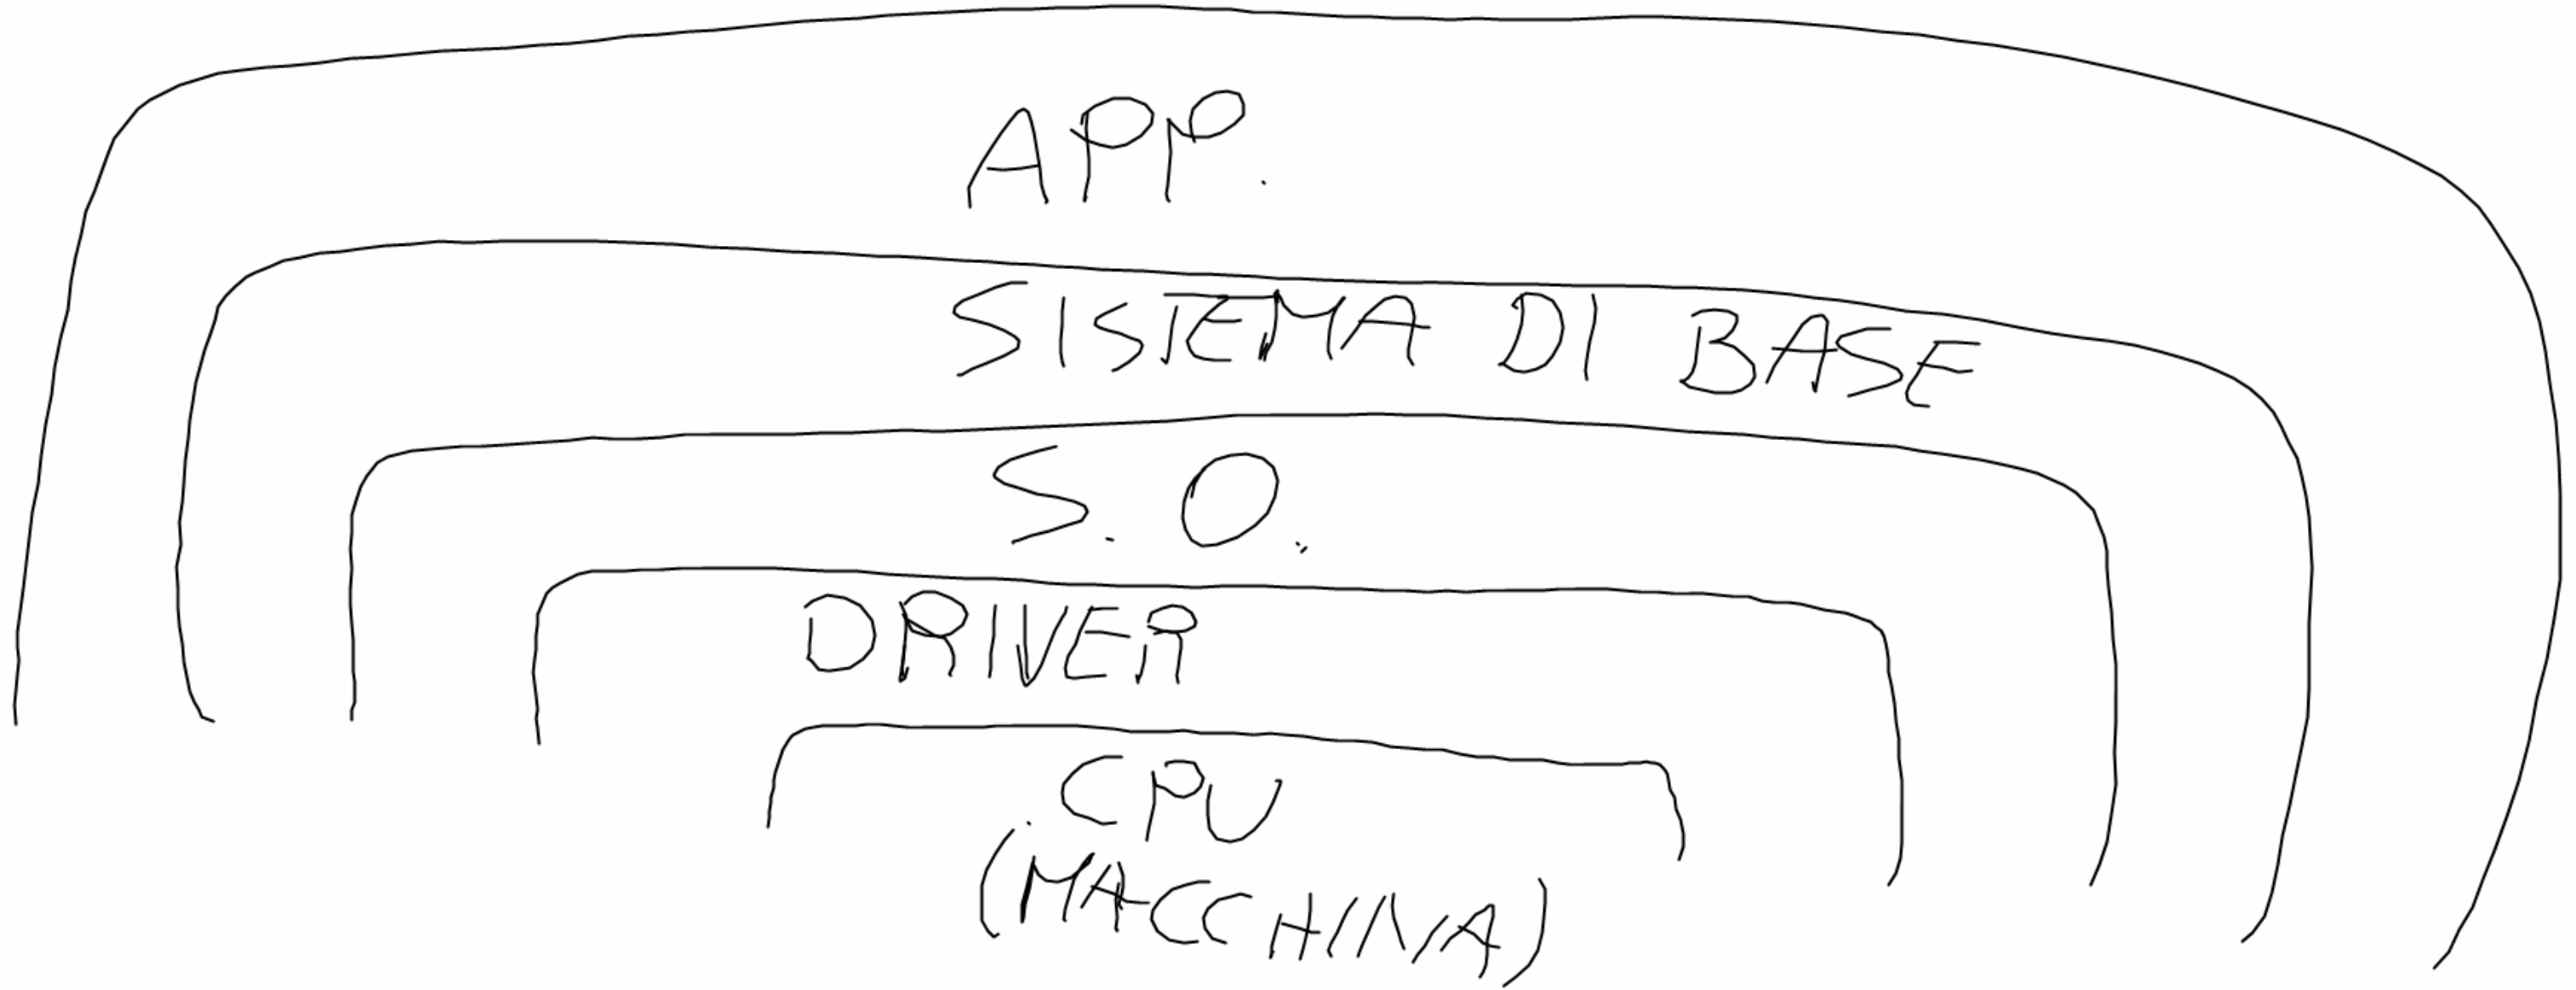 APP.
SISTEMA DI BASE
S.O.
DRIVER
CPU
(MACCHINA)